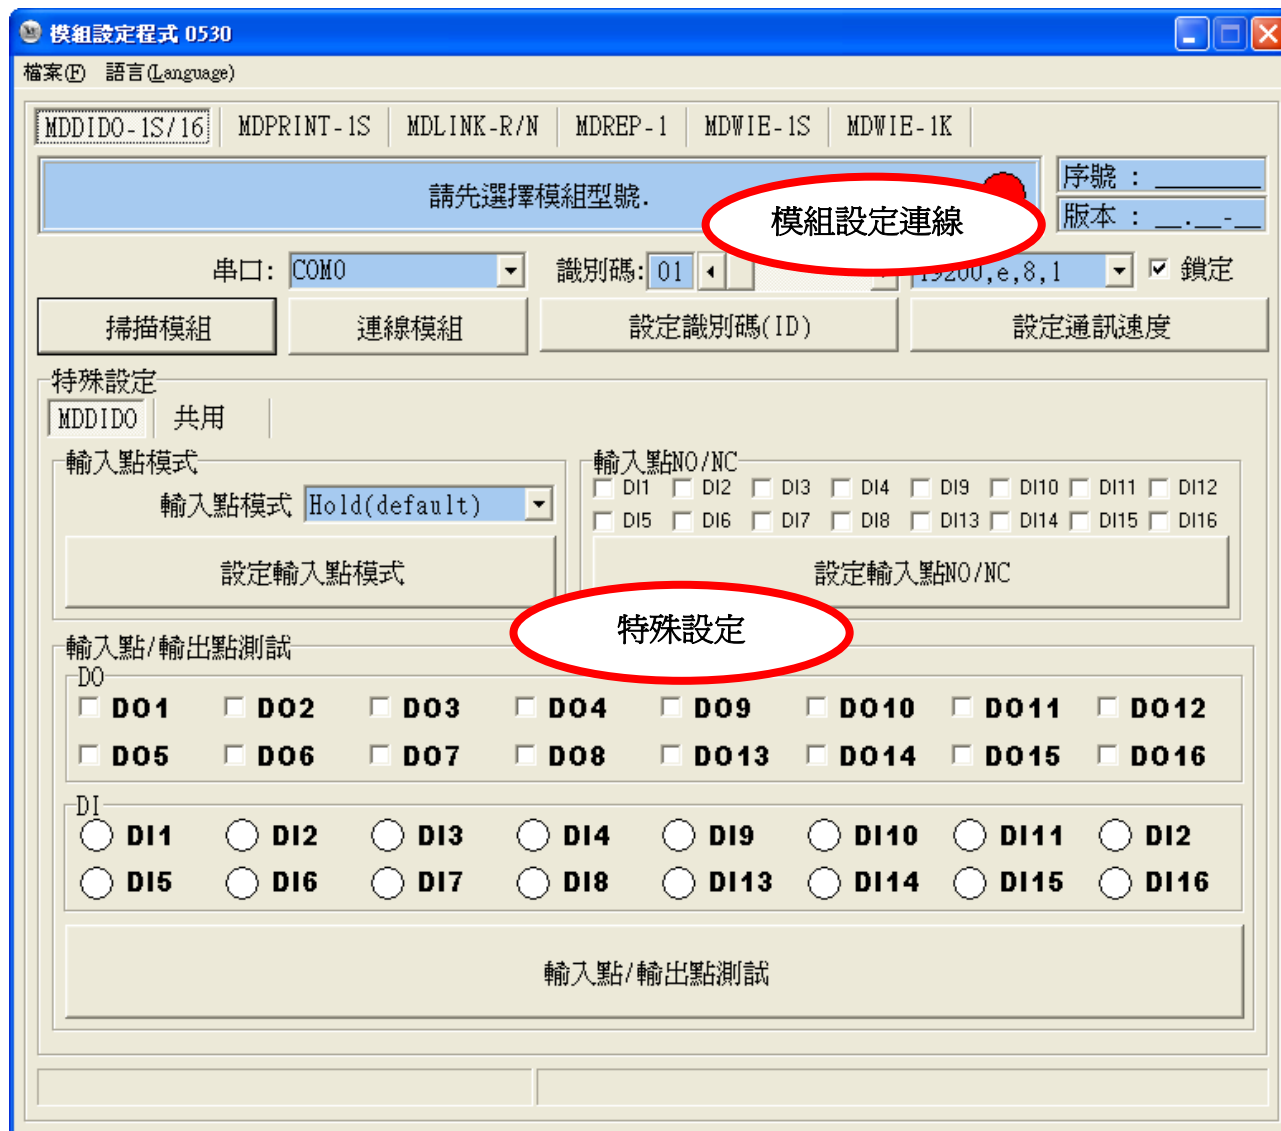 模組設定程式 0530
檔案(F) 語言(Language)
MDDIDO-1S/16 MDPRINT-1S MDLINK-R/N MDREP-1 MDWIE-1S MDWIE-1K
請先選擇模組型號.
模組設定連線
序號 : ________
版本 : __.__-__
串口: COM0 識別碼: 01 19200,e,8,1 鎖定
掃描模組 連線模組 設定識別碼(ID) 設定通訊速度
特殊設定
MDDIDO 共用
輸入點模式 輸入點NO/NC
輸入點模式 Hold(default)
DI1 DI2 DI3 DI4 DI9 DI10 DI11 DI12
DI5 DI6 DI7 DI8 DI13 DI14 DI15 DI16
設定輸入點模式 設定輸入點NO/NC
特殊設定
輸入點/輸出點測試
DO
DO1 DO2 DO3 DO4 DO9 DO10 DO11 DO12
DO5 DO6 DO7 DO8 DO13 DO14 DO15 DO16
DI
DI1 DI2 DI3 DI4 DI9 DI10 DI11 DI2
DI5 DI6 DI7 DI8 DI13 DI14 DI15 DI16
輸入點/輸出點測試